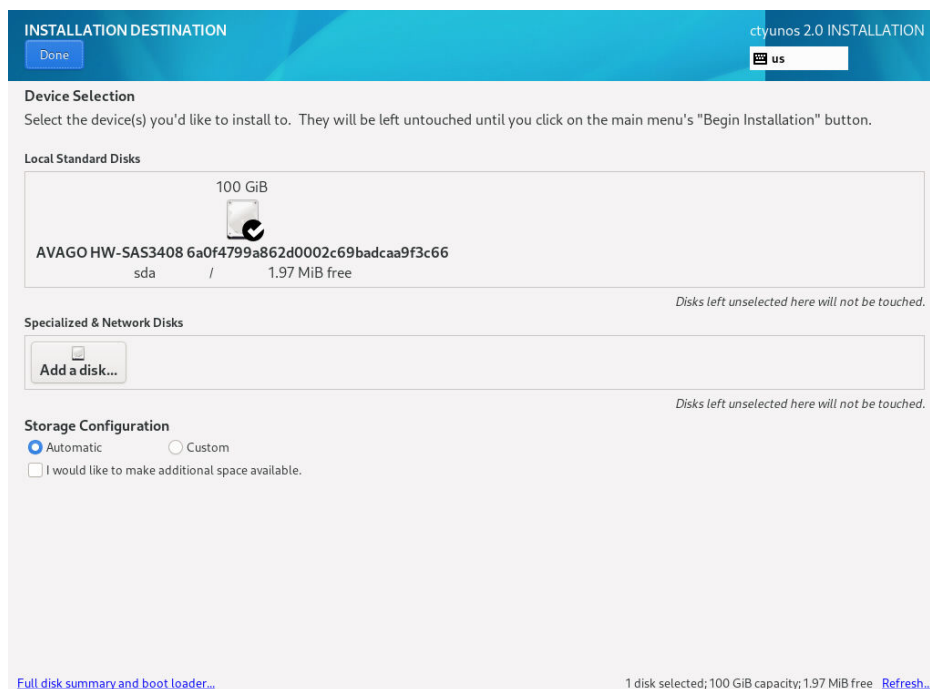 INSTALLATION DESTINATION
ctyunos 2.0 INSTALLATION
Done
us
Device Selection
Select the device(s) you'd like to install to. They will be left untouched until you click on the main menu's "Begin Installation" button.
Local Standard Disks
100 GiB
AVAGO HW-SAS3408 6a0f4799a862d0002c69badcaa9f3c66
sda / 1.97 MiB free
Disks left unselected here will not be touched.
Specialized & Network Disks
Add a disk...
Disks left unselected here will not be touched.
Storage Configuration
Automatic Custom
I would like to make additional space available.
Full disk summary and boot loader... 1 disk selected; 100 GiB capacity; 1.97 MiB free Refresh..